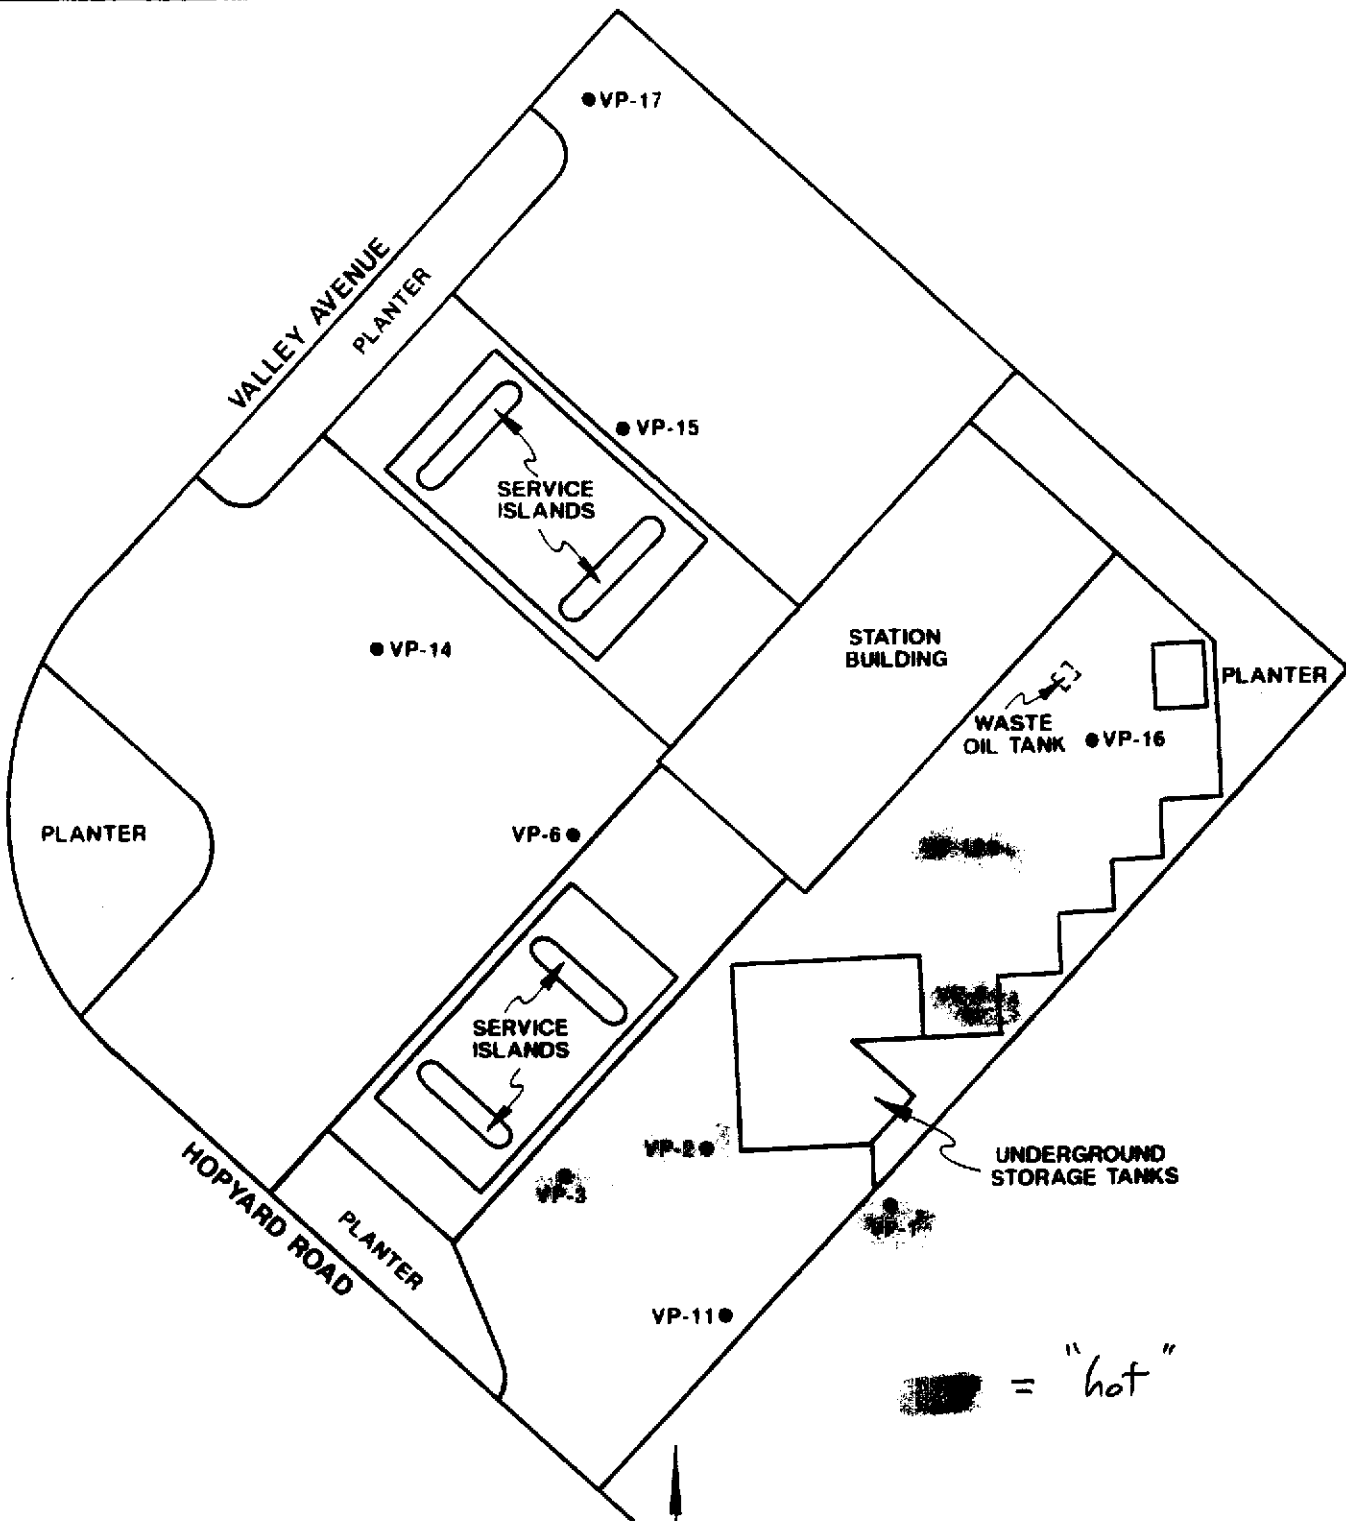 VP-17
VALLEY AVENUE
PLANTER
VP-15
SERVICE
ISLANDS
VP-14
STATION
BUILDING
PLANTER
WASTE
OIL TANK
VP-16
PLANTER
VP-6
SERVICE
ISLANDS
VP-2
UNDERGROUND
STORAGE TANKS
VP-3
HOPYARD ROAD
PLANTER
VP-11
= "hot"